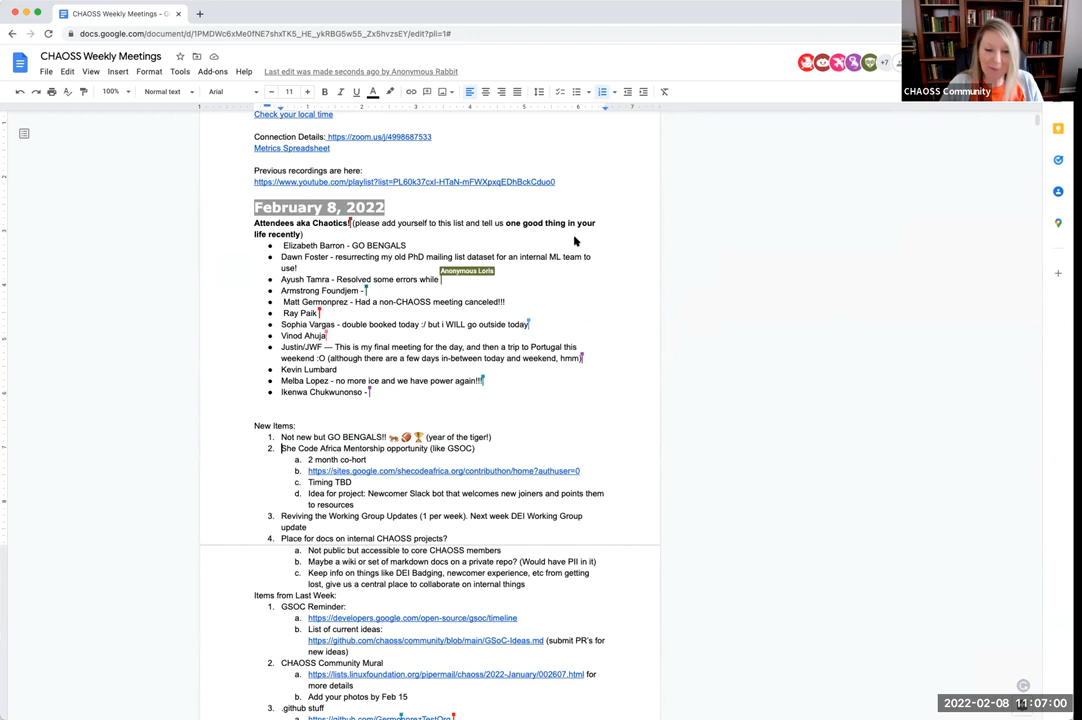 CHAOSS Weekly Meetings - G
docs.google.com/document/d/1PMDWc6xMe0fNE7shxTK5_HE_ykRBG5w55_Zx5hvzsEY/edit?pli=1#
CHAOSS Weekly Meetings
File Edit View Insert Format Tools Add-ons Help Last edit was made seconds ago by Anonymous Rabbit
+7
CHAOSS Community
100% Normal text Arial 11
Check your local time
Connection Details: https://zoom.us/j/4998687533
Metrics Spreadsheet
Previous recordings are here:
https://www.youtube.com/playlist?list=PL60k37cxI-HTaN-mFWXpxqEDhBckCduo0
February 8, 2022
Attendees aka Chaotics! (please add yourself to this list and tell us one good thing in your
life recently)
● Elizabeth Barron - GO BENGALS
● Dawn Foster - resurrecting my old PhD mailing list dataset for an internal ML team to
use!
Anonymous Loris
● Ayush Tamra - Resolved some errors while
● Armstrong Foundjem -
● Matt Germonprez - Had a non-CHAOSS meeting canceled!!!
● Ray Paik
● Sophia Vargas - double booked today :/ but i WILL go outside today
● Vinod Ahuja
● Justin/JWF — This is my final meeting for the day, and then a trip to Portugal this
weekend :O (although there are a few days in-between today and weekend, hmm)
● Kevin Lumbard
● Melba Lopez - no more ice and we have power again!!!
● Ikenwa Chukwunonso -
New Items:
1. Not new but GO BENGALS!! 🐅 🏈 🏆 (year of the tiger!)
2. She Code Africa Mentorship opportunity (like GSOC)
a. 2 month co-hort
b. https://sites.google.com/shecodeafrica.org/contributhon/home?authuser=0
c. Timing TBD
d. Idea for project: Newcomer Slack bot that welcomes new joiners and points them
to resources
3. Reviving the Working Group Updates (1 per week). Next week DEI Working Group
update
4. Place for docs on internal CHAOSS projects?
a. Not public but accessible to core CHAOSS members
b. Maybe a wiki or set of markdown docs on a private repo? (Would have PII in it)
c. Keep info on things like DEI Badging, newcomer experience, etc from getting
lost, give us a central place to collaborate on internal things
Items from Last Week:
1. GSOC Reminder:
a. https://developers.google.com/open-source/gsoc/timeline
b. List of current ideas:
https://github.com/chaoss/community/blob/main/GSoC-Ideas.md (submit PR's for
new ideas)
2. CHAOSS Community Mural
a. https://lists.linuxfoundation.org/pipermail/chaoss/2022-January/002607.html for
more details
b. Add your photos by Feb 15
3. .github stuff
a. https://github.com/GermonprezTestOrg
2022-02-08 11:07:00